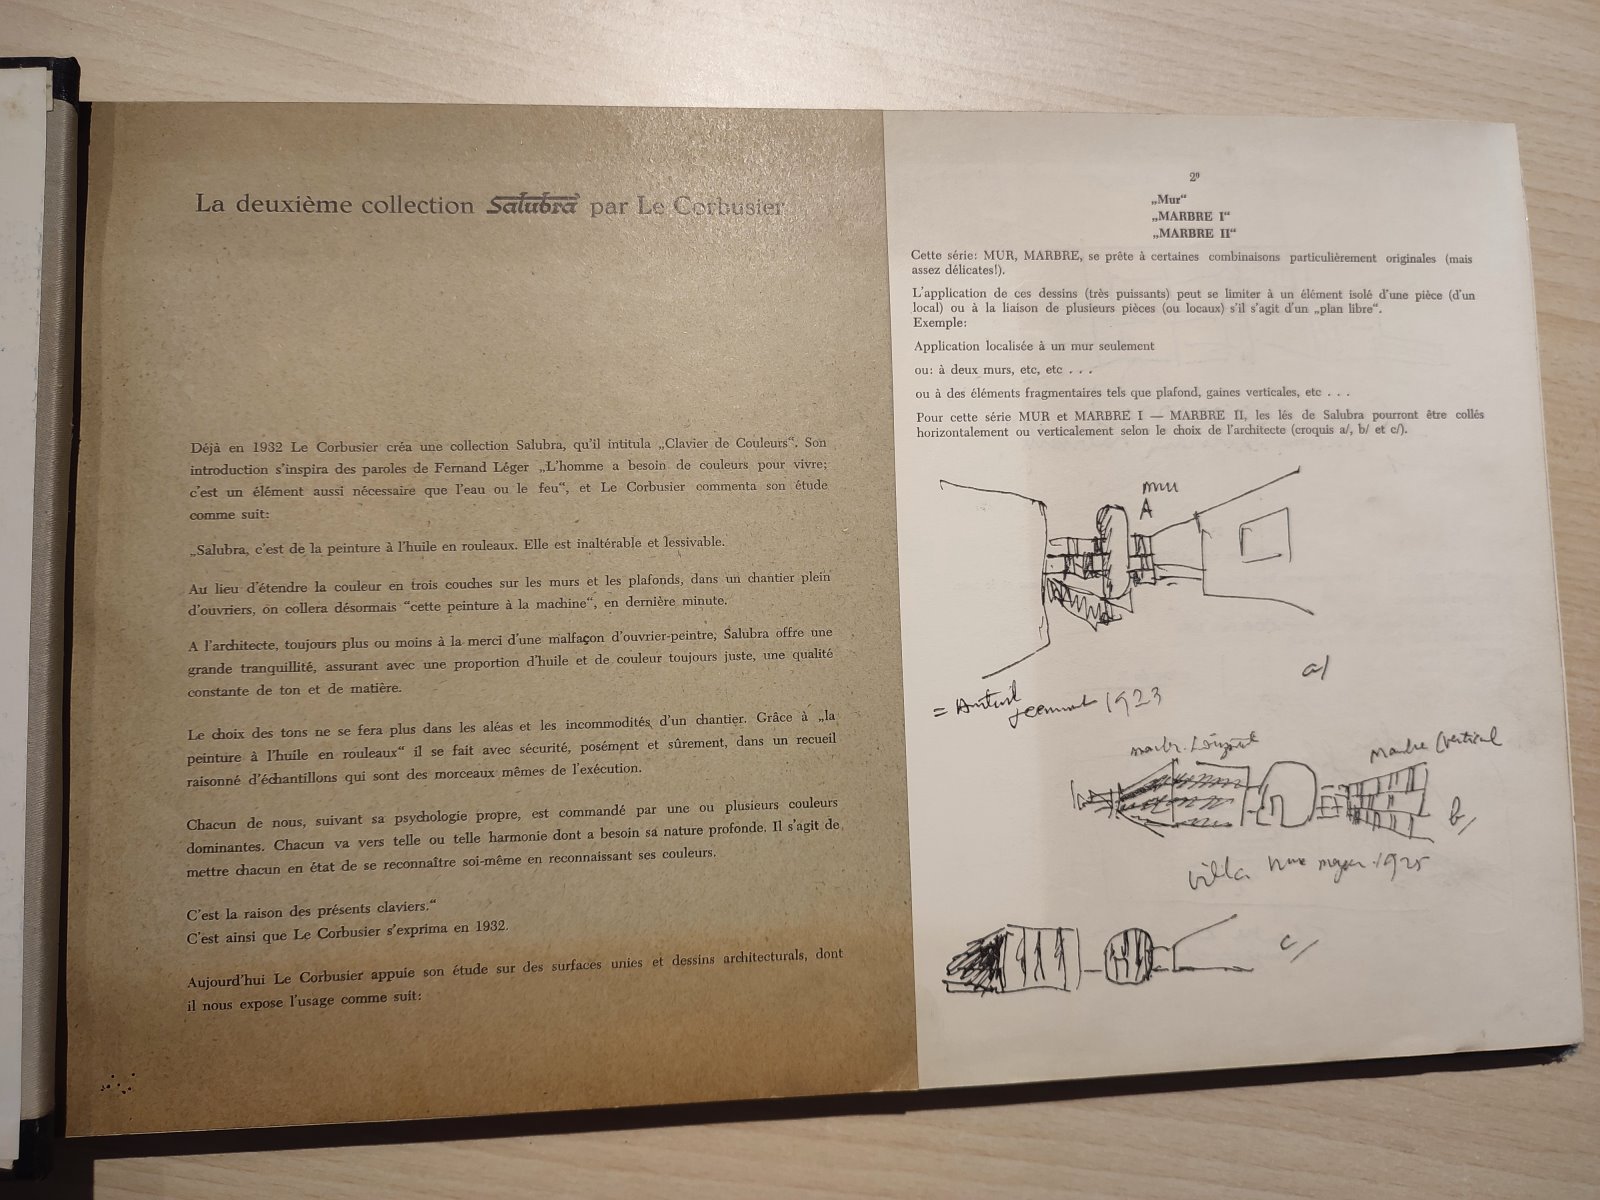 La deuxième collection Salubra par Le Corbusier
Déjà en 1932 Le Corbusier créa une collection Salubra, qu'il intitula „Clavier de Couleurs“. Son
introduction s'inspira des paroles de Fernand Léger „L'homme a besoin de couleurs pour vivre;
c'est un élément aussi nécessaire que l'eau ou le feu“, et Le Corbusier commenta son étude
comme suit:
„Salubra, c'est de la peinture à l'huile en rouleaux. Elle est inaltérable et lessivable.
Au lieu d'étendre la couleur en trois couches sur les murs et les plafonds, dans un chantier plein
d'ouvriers, on collera désormais “cette peinture à la machine“, en dernière minute.
A l'architecte, toujours plus ou moins à la merci d'une malfaçon d'ouvrier-peintre, Salubra offre une
grande tranquillité, assurant avec une proportion d'huile et de couleur toujours juste, une qualité
constante de ton et de matière.
Le choix des tons ne se fera plus dans les aléas et les incommodités d'un chantier. Grâce à „la
peinture à l'huile en rouleaux“ il se fait avec sécurité, posément et sûrement, dans un recueil
raisonné d'échantillons qui sont des morceaux mêmes de l'exécution.
Chacun de nous, suivant sa psychologie propre, est commandé par une ou plusieurs couleurs
dominantes. Chacun va vers telle ou telle harmonie dont a besoin sa nature profonde. Il s'agit de
mettre chacun en état de se reconnaître soi-même en reconnaissant ses couleurs.
C'est la raison des présents claviers.“
C'est ainsi que Le Corbusier s'exprima en 1932.
Aujourd'hui Le Corbusier appuie son étude sur des surfaces unies et dessins architecturals, dont
il nous expose l'usage comme suit:
2º
„Mur“
„MARBRE I“
„MARBRE II“
Cette série: MUR, MARBRE, se prête à certaines combinaisons particulièrement originales (mais
assez délicates!).
L'application de ces dessins (très puissants) peut se limiter à un élément isolé d'une pièce (d'un
local) ou à la liaison de plusieurs pièces (ou locaux) s'il s'agit d'un „plan libre“.
Exemple:
Application localisée à un mur seulement
ou: à deux murs, etc, etc . . .
ou à des éléments fragmentaires tels que plafond, gaines verticales, etc . . .
Pour cette série MUR et MARBRE I — MARBRE II, les lés de Salubra pourront être collés
horizontalement ou verticalement selon le choix de l'architecte (croquis a/, b/ et c/).
mur
A
a/
= Auteuil
1923
marbre vertical
b/
villa Mme Meyer 1925
c/